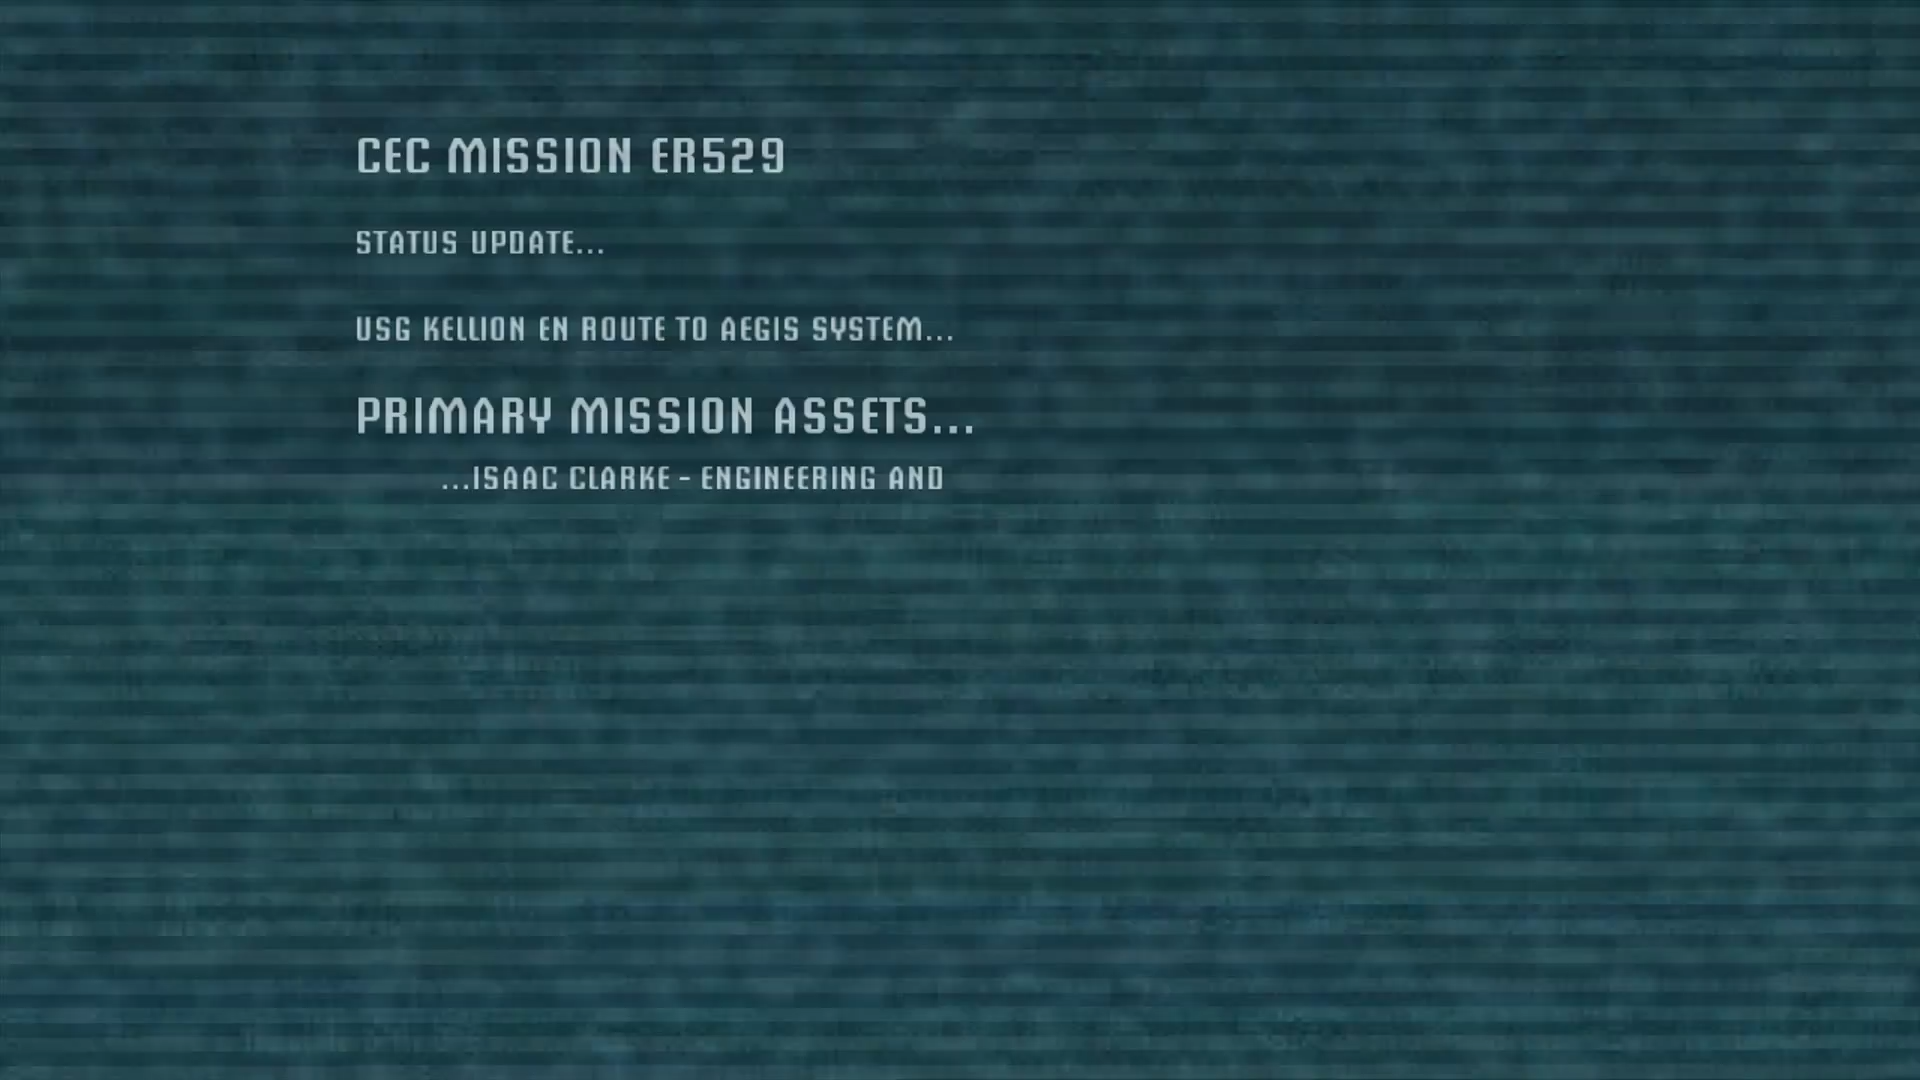 CEC MISSION ER529
STATUS UPDATE...
USG KELLION EN ROUTE TO AEGIS SYSTEM...
PRIMARY MISSION ASSETS...
...ISAAC CLARKE - ENGINEERING AND